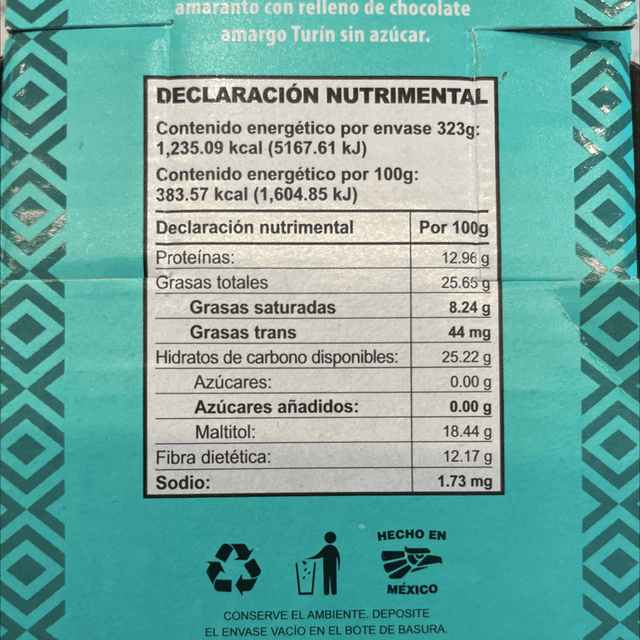 amaranto con relleno de chocolate
amargo Turín sin azúcar.
DECLARACIÓN NUTRIMENTAL
Contenido energético por envase 323g:
1,235.09 kcal (5167.61 kJ)
Contenido energético por 100g:
383.57 kcal (1,604.85 kJ)
Declaración nutrimental Por 100g
Proteínas: 12.96 g
Grasas totales 25.65 g
Grasas saturadas 8.24 g
Grasas trans 44 mg
Hidratos de carbono disponibles: 25.22 g
Azúcares: 0.00 g
Azúcares añadidos: 0.00 g
Maltitol: 18.44 g
Fibra dietética: 12.17 g
Sodio: 1.73 mg
HECHO EN
MÉXICO
CONSERVE EL AMBIENTE. DEPOSITE
EL ENVASE VACÍO EN EL BOTE DE BASURA.